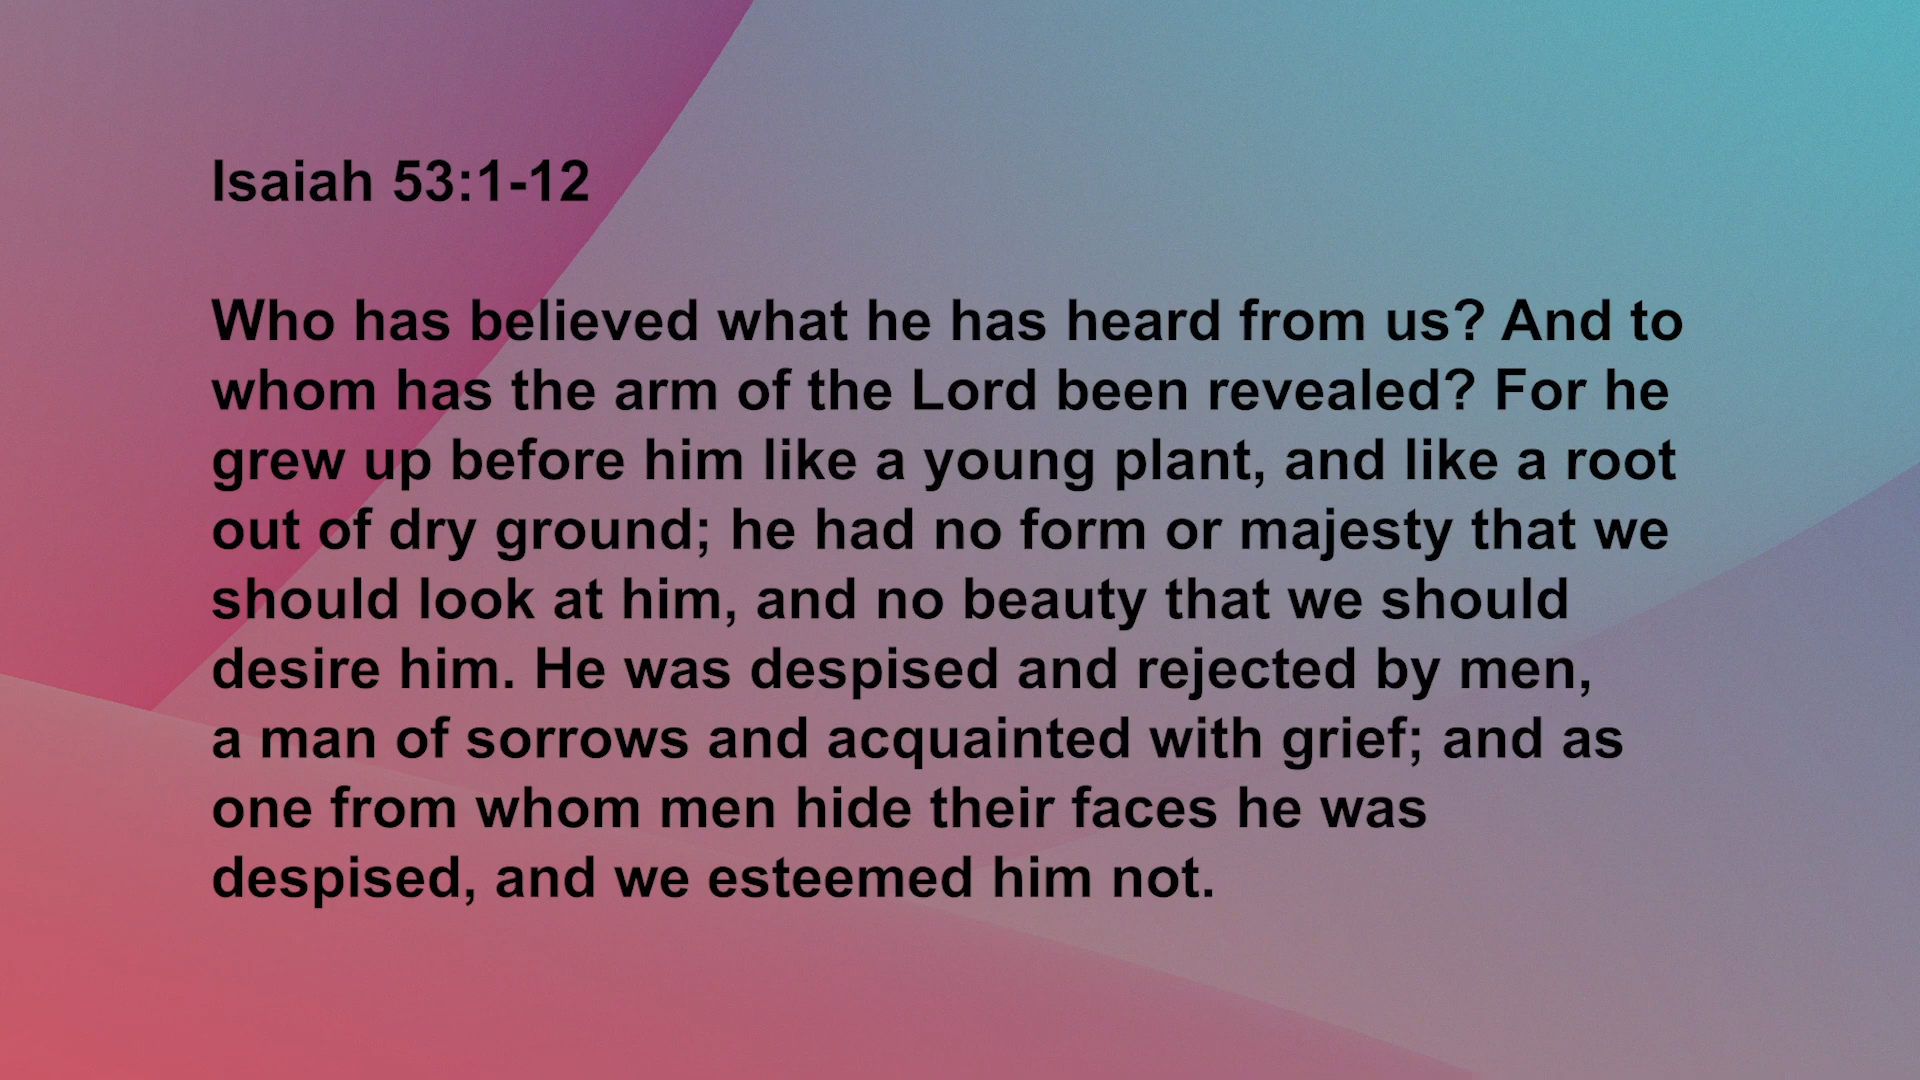 Isaiah 53:1-12
Who has believed what he has heard from us? And to
whom has the arm of the Lord been revealed? For he
grew up before him like a young plant, and like a root
out of dry ground; he had no form or majesty that we
should look at him, and no beauty that we should
desire him. He was despised and rejected by men,
a man of sorrows and acquainted with grief; and as
one from whom men hide their faces he was
despised, and we esteemed him not.